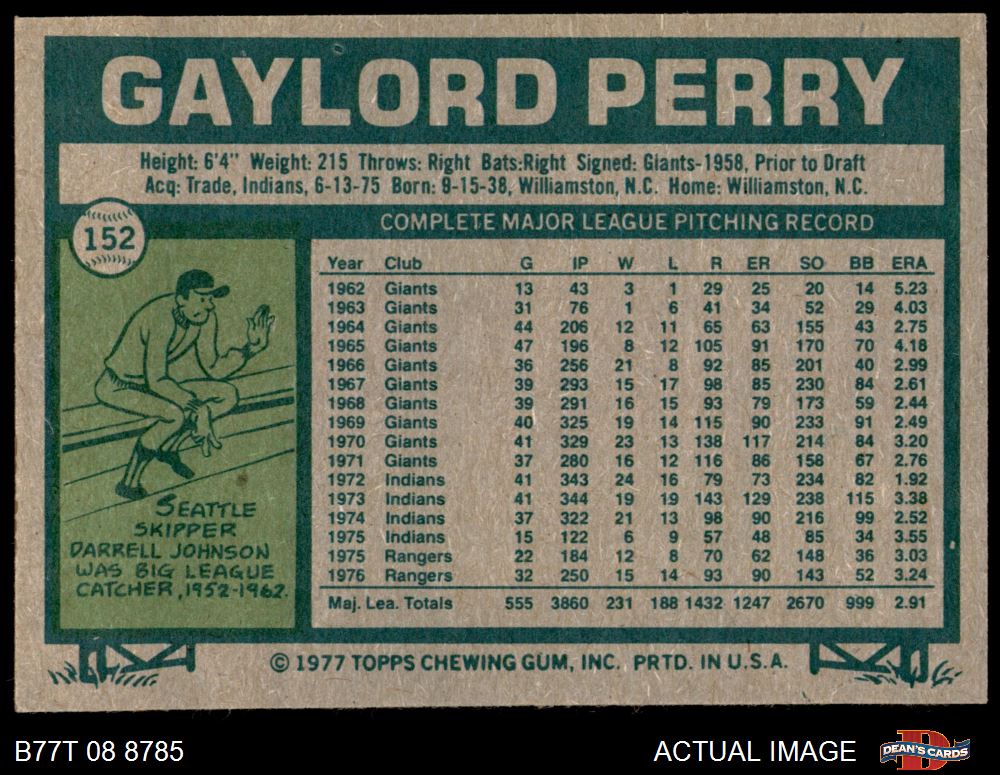 GAYLORD PERRY
Height: 6'4" Weight: 215 Throws: Right Bats:Right Signed: Giants-1958, Prior to Draft
Acq: Trade, Indians, 6-13-75 Born: 9-15-38, Williamston, N.C. Home: Williamston, N.C.
152
COMPLETE MAJOR LEAGUE PITCHING RECORD
Year Club G IP W L R ER SO BB ERA
1962 Giants 13 43 3 1 29 25 20 14 5.23
1963 Giants 31 76 1 6 41 34 52 29 4.03
1964 Giants 44 206 12 11 65 63 155 43 2.75
1965 Giants 47 196 8 12 105 91 170 70 4.18
1966 Giants 36 256 21 8 92 85 201 40 2.99
1967 Giants 39 293 15 17 98 85 230 84 2.61
1968 Giants 39 291 16 15 93 79 173 59 2.44
1969 Giants 40 325 19 14 115 90 233 91 2.49
1970 Giants 41 329 23 13 138 117 214 84 3.20
1971 Giants 37 280 16 12 116 86 158 67 2.76
1972 Indians 41 343 24 16 79 73 234 82 1.92
1973 Indians 41 344 19 19 143 129 238 115 3.38
1974 Indians 37 322 21 13 98 90 216 99 2.52
1975 Indians 15 122 6 9 57 48 85 34 3.55
1975 Rangers 22 184 12 8 70 62 148 36 3.03
1976 Rangers 32 250 15 14 93 90 143 52 3.24
Maj. Lea. Totals 555 3860 231 188 1432 1247 2670 999 2.91
SEATTLE
SKIPPER
DARRELL JOHNSON
WAS BIG LEAGUE
CATCHER, 1952-1962.
© 1977 TOPPS CHEWING GUM, INC. PRTD. IN U.S.A.
B77T 08 8785
ACTUAL IMAGE
DEAN'S CARDS